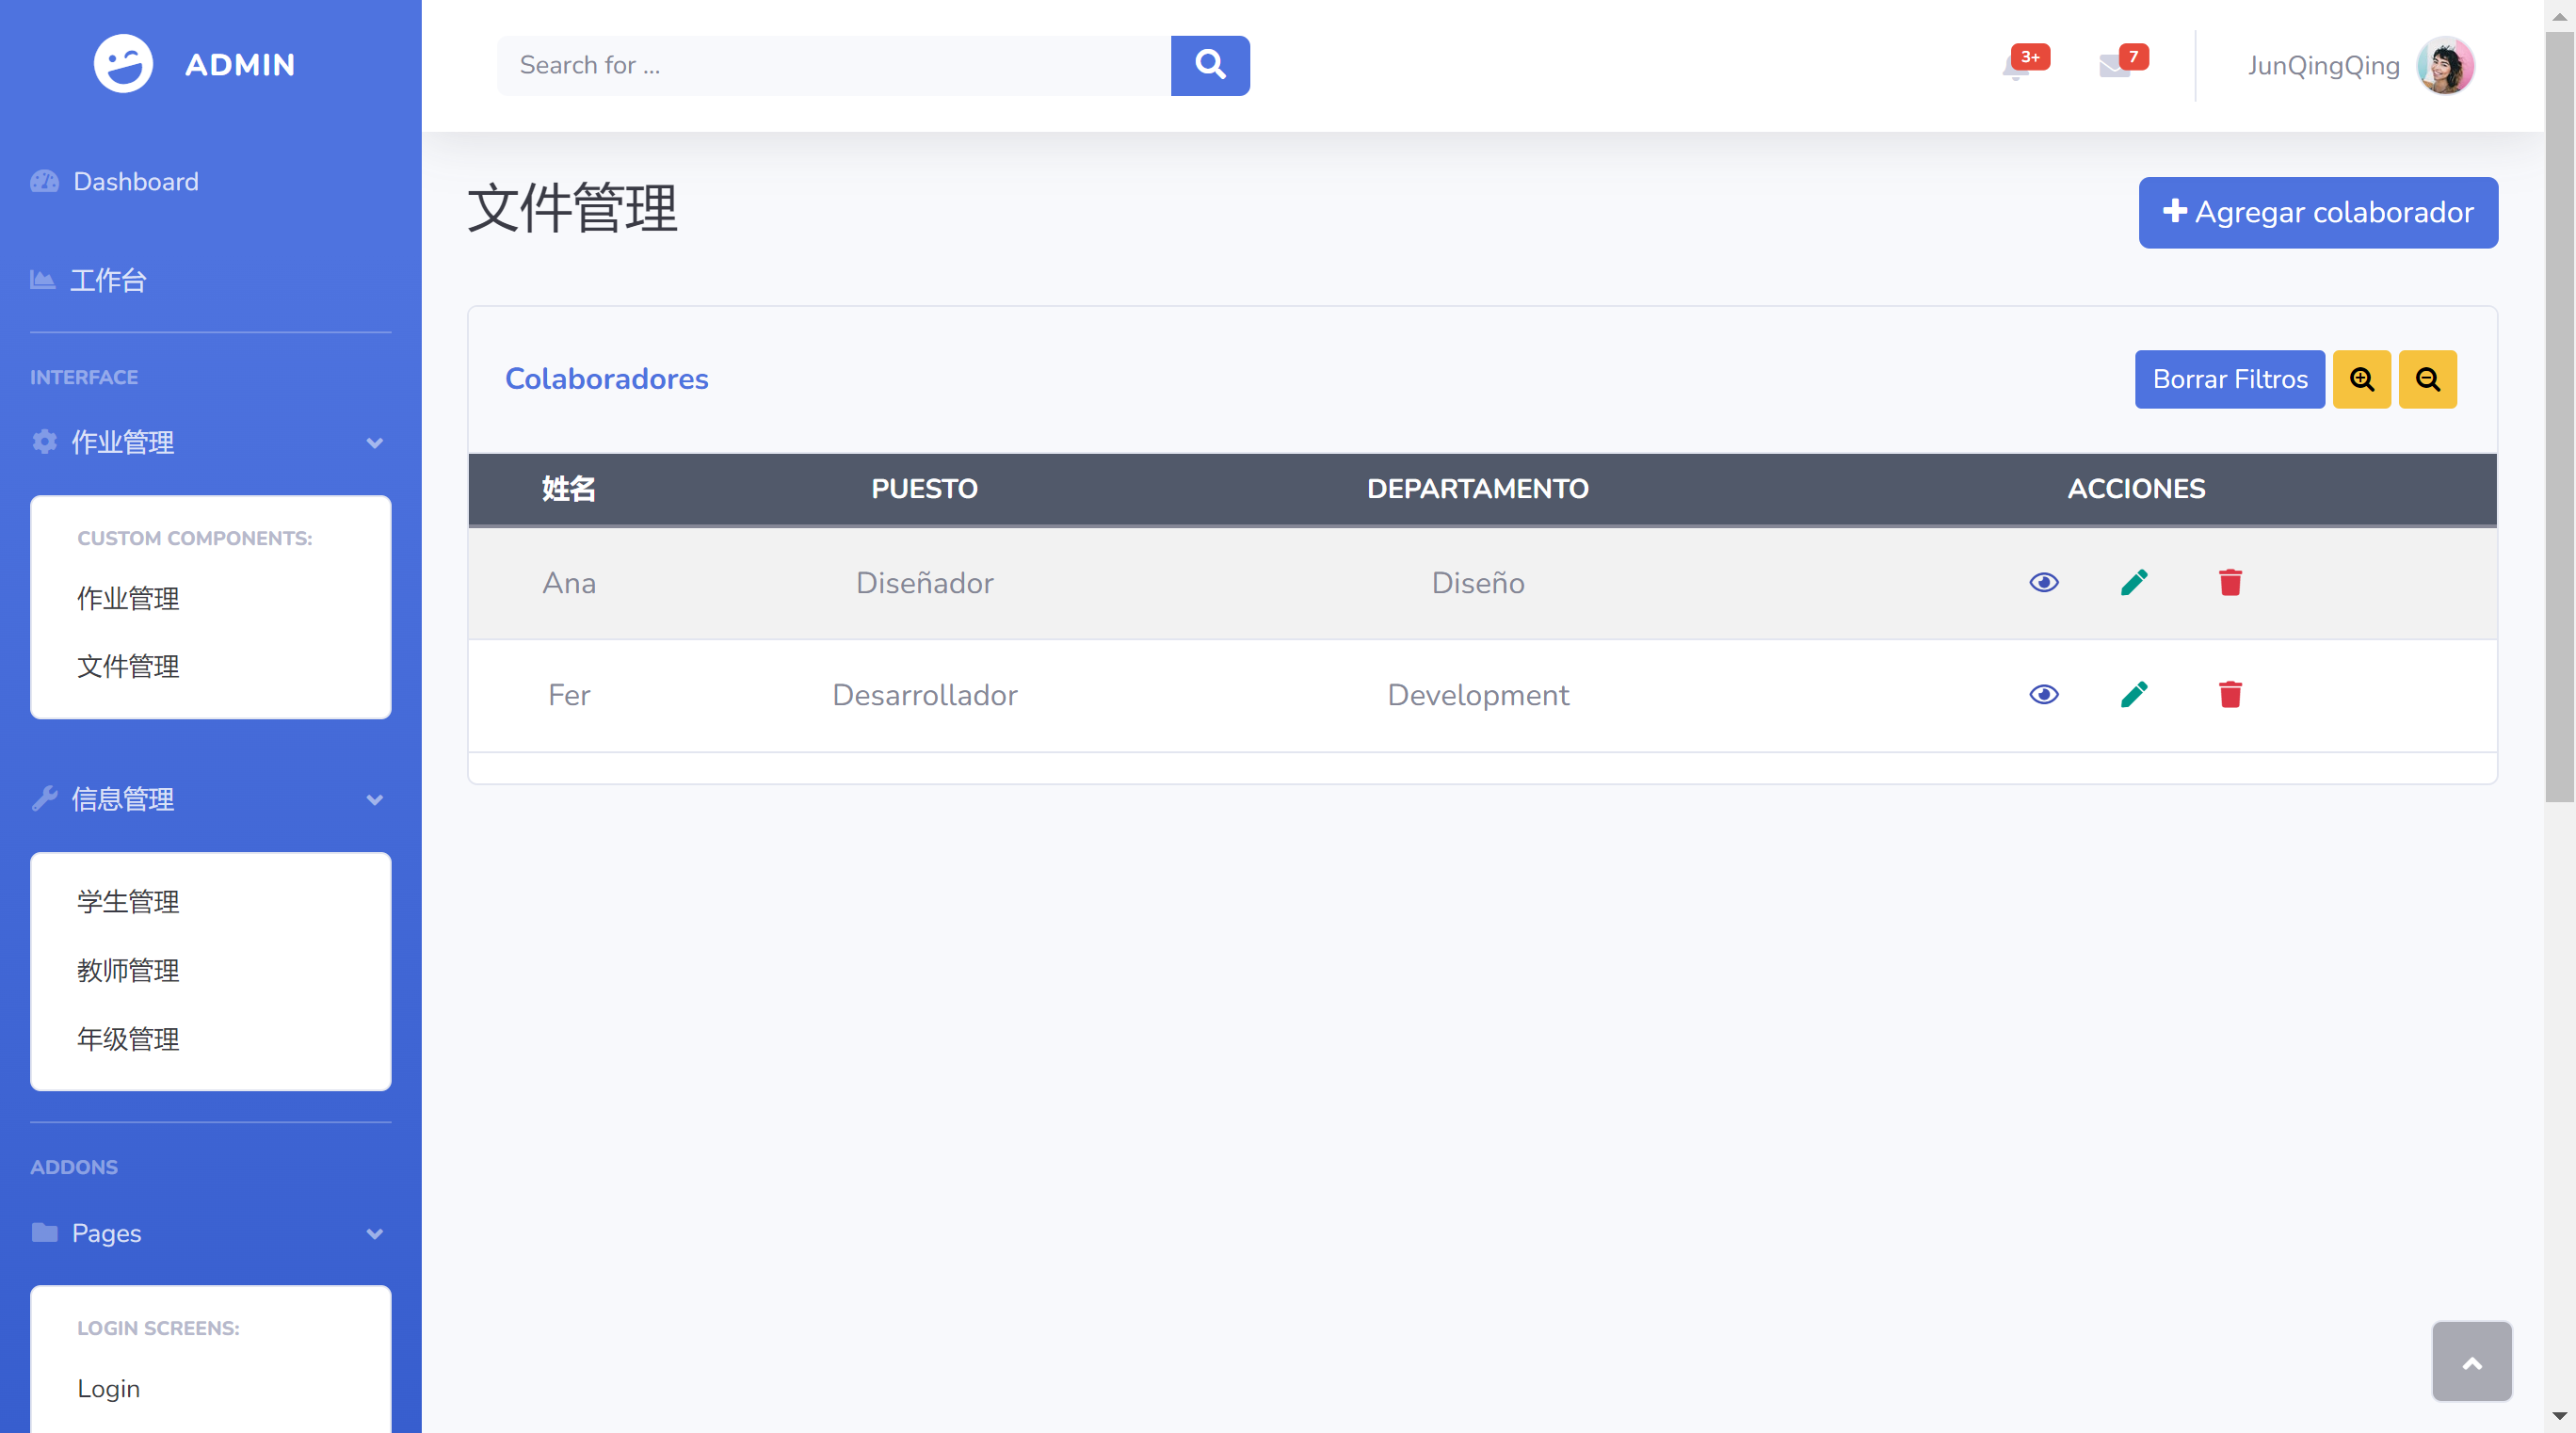 ADMIN
Dashboard
工作台
INTERFACE
作业管理
CUSTOM COMPONENTS:
作业管理
文件管理
信息管理
学生管理
教师管理
年级管理
ADDONS
Pages
LOGIN SCREENS:
Login
Search for ...
3+
7
JunQingQing
文件管理
Agregar colaborador
Colaboradores
Borrar Filtros
姓名 PUESTO DEPARTAMENTO ACCIONES
Ana Diseñador Diseño
Fer Desarrollador Development